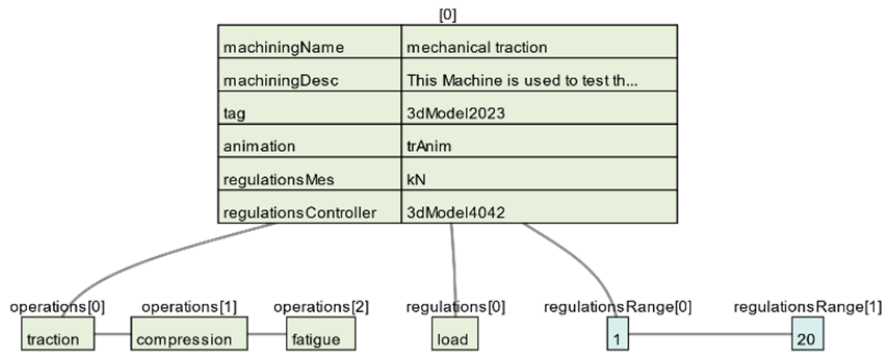 [0]
machiningName mechanical traction
machiningDesc This Machine is used to test th...
tag 3dModel2023
animation trAnim
regulationsMes kN
regulationsController 3dModel4042
operations[0] operations[1] operations[2] regulations[0] regulationsRange[0] regulationsRange[1]
traction compression fatigue load 1 20